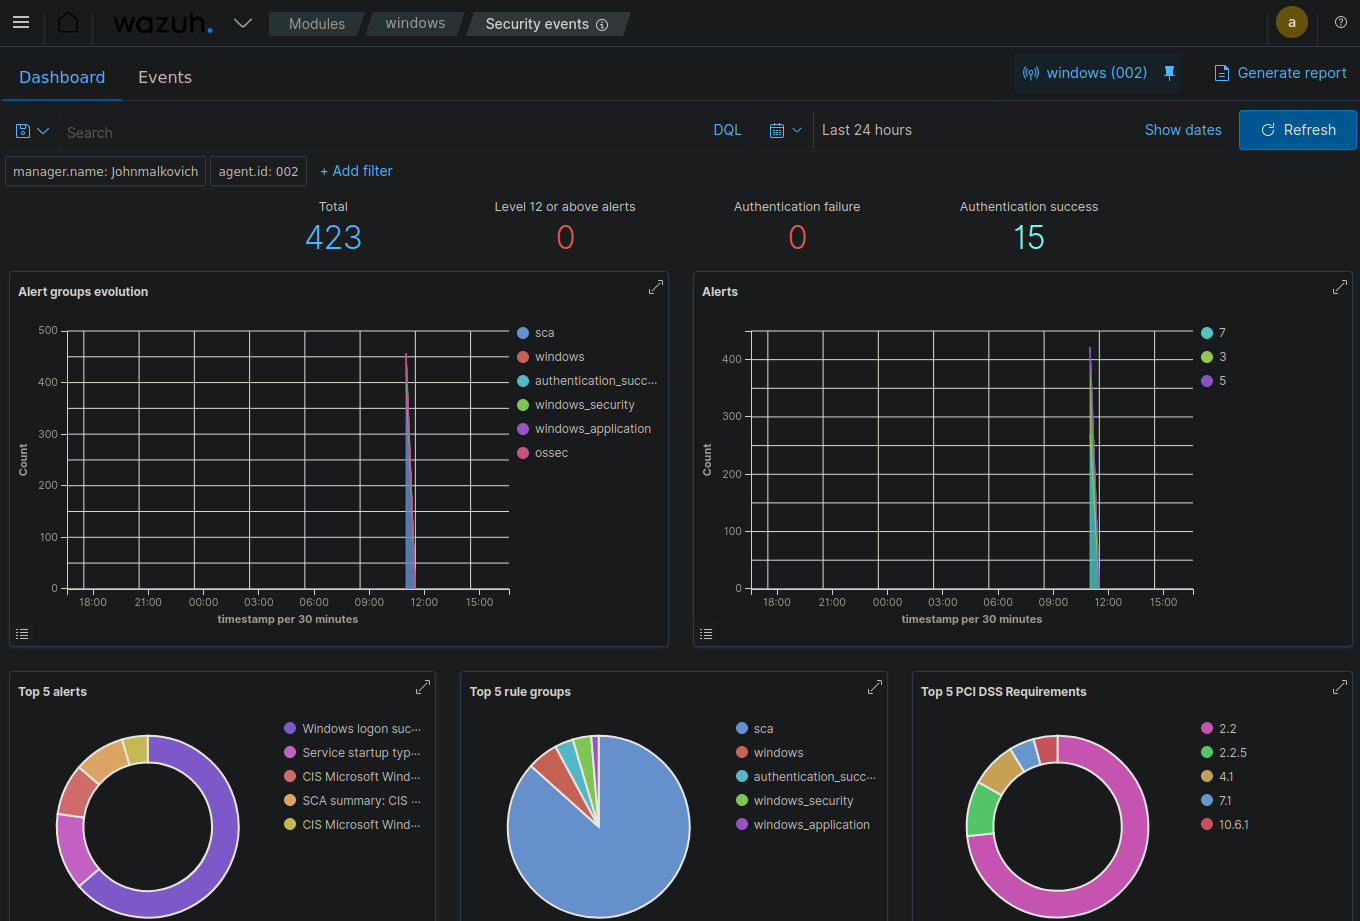 wazuh. Modules windows Security events a
Dashboard Events windows (002) Generate report
Search DQL Last 24 hours Show dates Refresh
manager.name: Johnmalkovich agent.id: 002 + Add filter
Total Level 12 or above alerts Authentication failure Authentication success
423 0 0 15
Alert groups evolution
500
400
300
200
100
0
Count
18:00 21:00 00:00 03:00 06:00 09:00 12:00 15:00
timestamp per 30 minutes
sca
windows
authentication_succ...
windows_security
windows_application
ossec
Alerts
400
300
200
100
0
Count
18:00 21:00 00:00 03:00 06:00 09:00 12:00 15:00
timestamp per 30 minutes
7
3
5
Top 5 alerts
Windows logon suc...
Service startup typ...
CIS Microsoft Wind...
SCA summary: CIS ...
CIS Microsoft Wind...
Top 5 rule groups
sca
windows
authentication_succ...
windows_security
windows_application
Top 5 PCI DSS Requirements
2.2
2.2.5
4.1
7.1
10.6.1